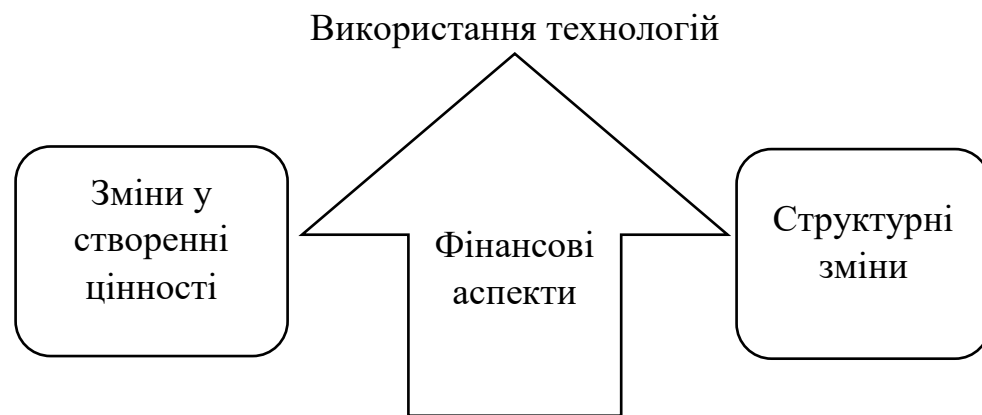 Використання технологій
Зміни у
створенні
цінності
Фінансові
аспекти
Структурні
зміни